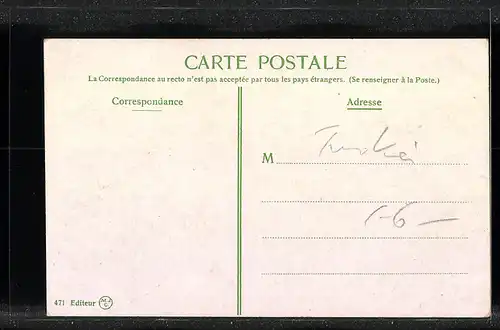 CARTE POSTALE
La Correspondance au recto n'est pas acceptée par tous les pays étrangers. (Se renseigner à la Poste.)
Correspondance
Adresse
M
Türkei
471 Editeur